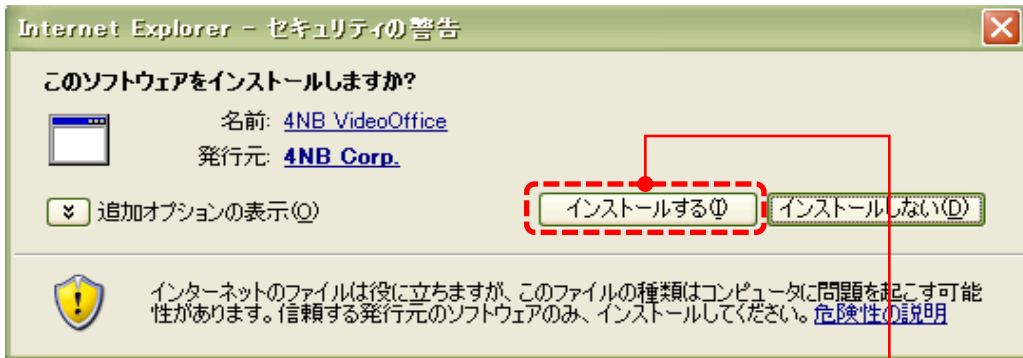 Internet Explorer - セキュリティの警告
このソフトウェアをインストールしますか?
名前: 4NB VideoOffice
発行元: 4NB Corp.
追加オプションの表示(O)
インストールする(I)
インストールしない(D)
インターネットのファイルは役に立ちますが、このファイルの種類はコンピュータに問題を起こす可能
性があります。信頼する発行元のソフトウェアのみ、インストールしてください。危険性の説明